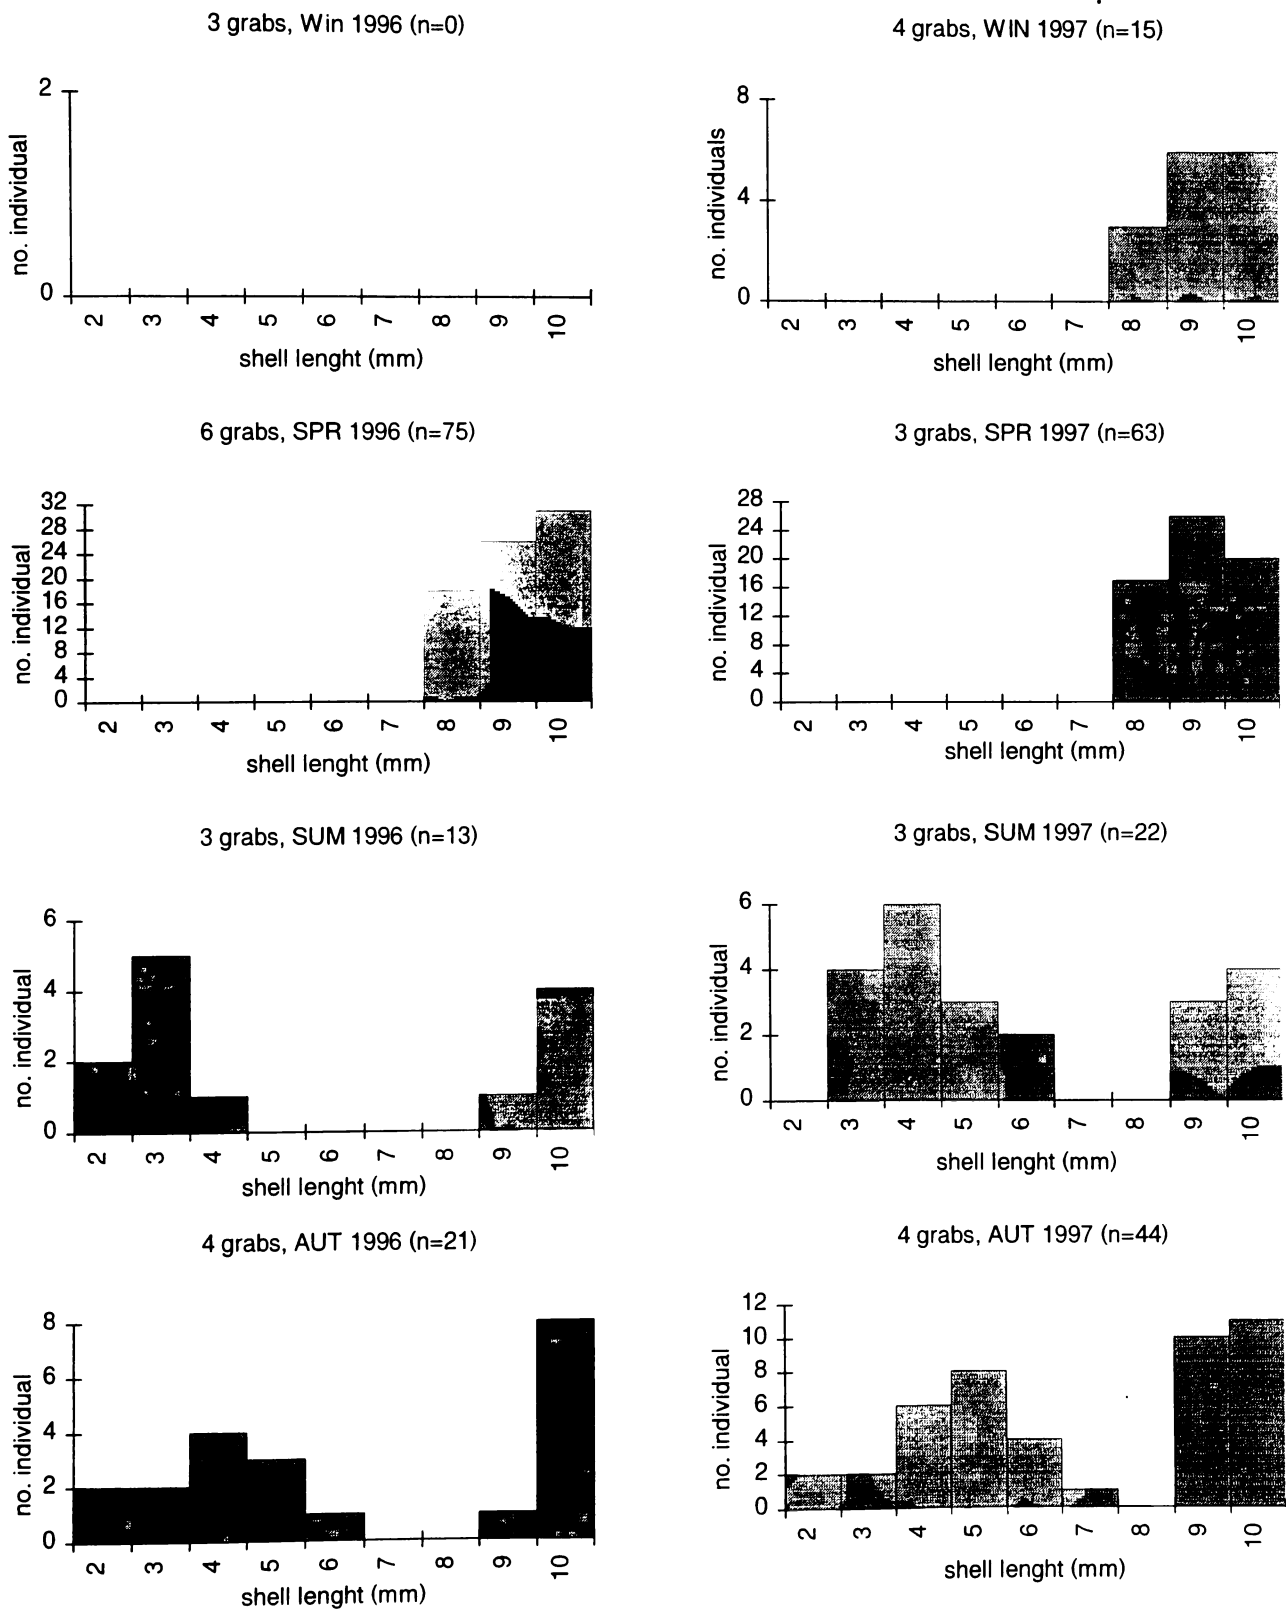 3 grabs, Win 1996 (n=0)
2
0
no. individual
2 3 4 5 6 7 8 9 10
shell lenght (mm)
4 grabs, WIN 1997 (n=15)
8
4
0
no. individuals
2 3 4 5 6 7 8 9 10
shell lenght (mm)
6 grabs, SPR 1996 (n=75)
32
28
24
20
16
12
8
4
0
no. individual
2 3 4 5 6 7 8 9 10
shell lenght (mm)
3 grabs, SPR 1997 (n=63)
28
24
20
16
12
8
4
0
no. individual
2 3 4 5 6 7 8 9 10
shell lenght (mm)
3 grabs, SUM 1996 (n=13)
6
4
2
0
no. individual
2 3 4 5 6 7 8 9 10
shell lenght (mm)
3 grabs, SUM 1997 (n=22)
6
4
2
0
no. individual
2 3 4 5 6 7 8 9 10
shell lenght (mm)
4 grabs, AUT 1996 (n=21)
8
6
4
2
0
no. individual
2 3 4 5 6 7 8 9 10
shell lenght (mm)
4 grabs, AUT 1997 (n=44)
12
10
8
6
4
2
0
no. individual
2 3 4 5 6 7 8 9 10
shell lenght (mm)